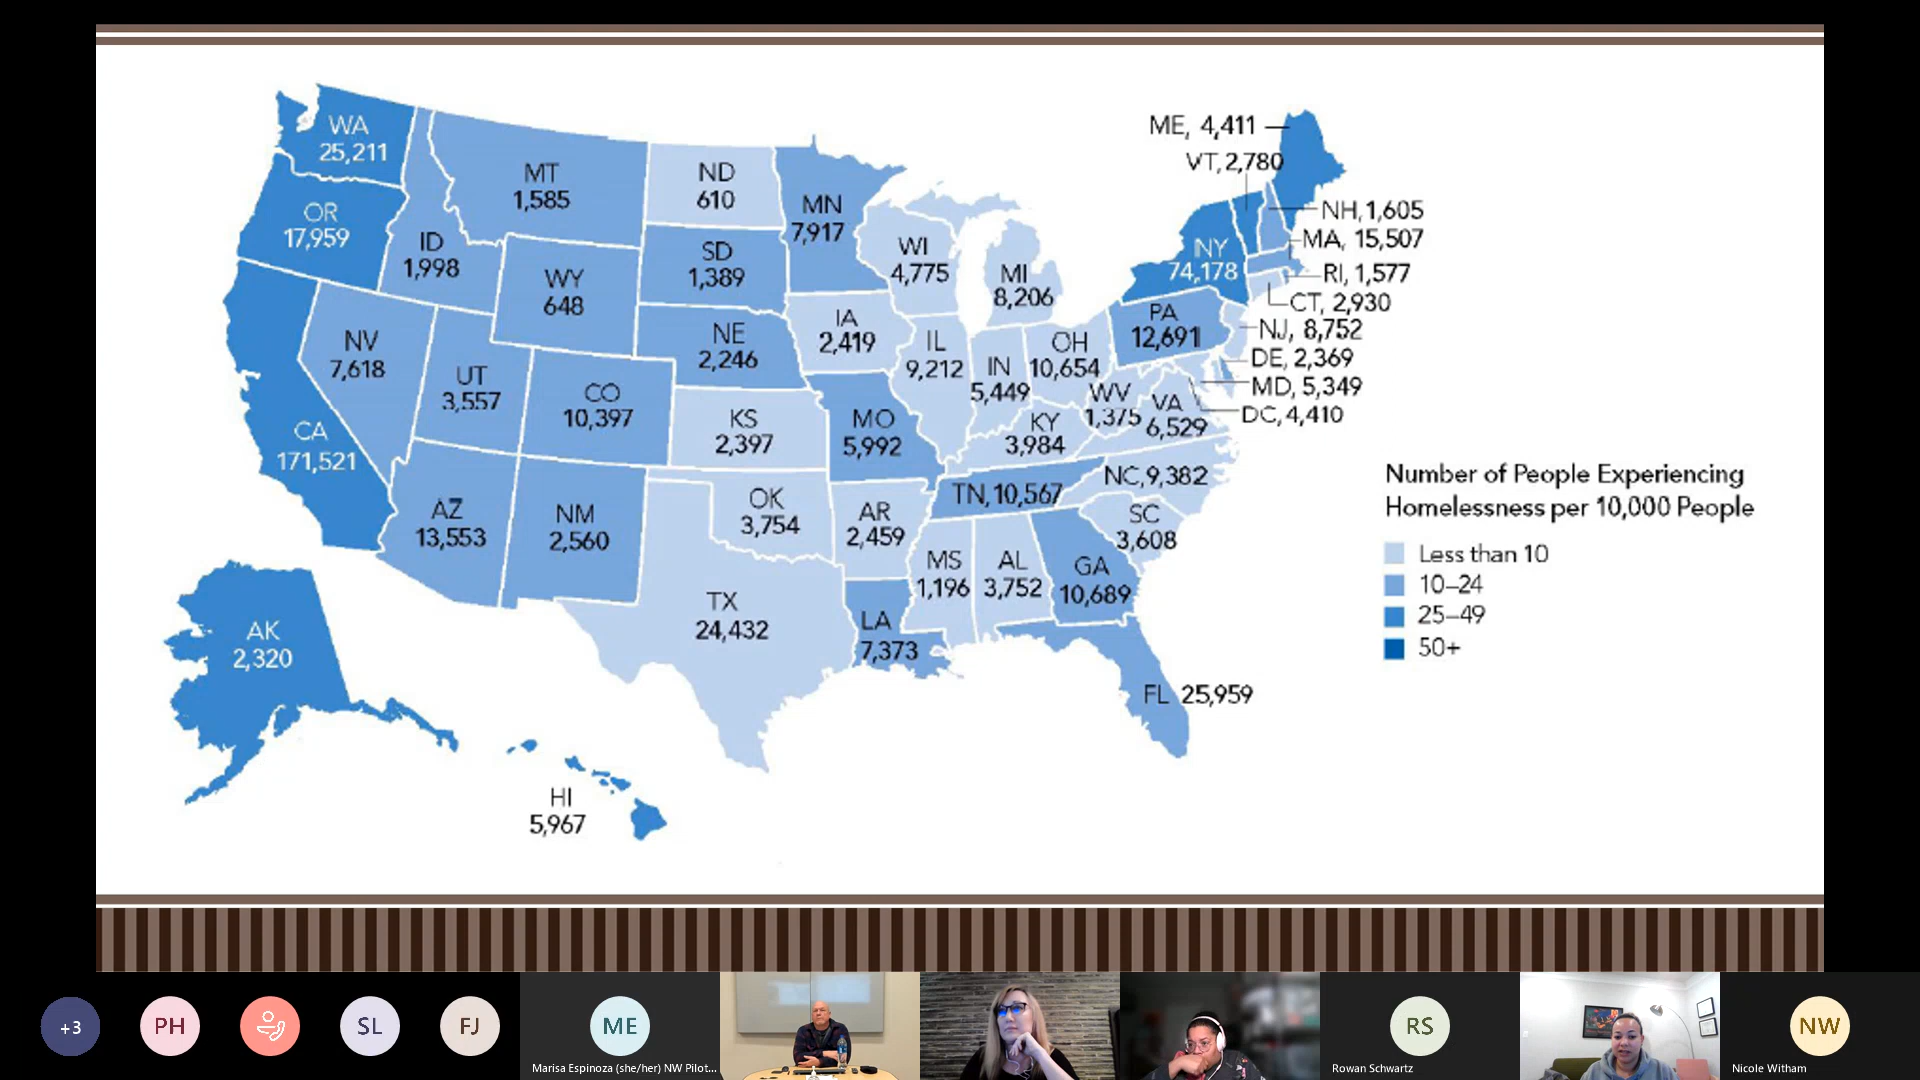 WA
25,211
OR
17,959
CA
171,521
NV
7,618
ID
1,998
MT
1,585
WY
648
UT
3,557
CO
10,397
AZ
13,553
NM
2,560
ND
610
SD
1,389
NE
2,246
KS
2,397
OK
3,754
TX
24,432
MN
7,917
IA
2,419
MO
5,992
AR
2,459
LA
7,373
WI
4,775
IL
9,212
MI
8,206
IN
5,449
OH
10,654
KY
3,984
WV
1,375
VA
6,529
TN, 10,567
NC, 9,382
SC
3,608
MS
1,196
AL
3,752
GA
10,689
FL 25,959
PA
12,691
NY
74,178
ME, 4,411
VT, 2,780
NH, 1,605
MA, 15,507
RI, 1,577
CT, 2,930
NJ, 8,752
DE, 2,369
MD, 5,349
DC, 4,410
AK
2,320
HI
5,967
Number of People Experiencing
Homelessness per 10,000 People
Less than 10
10–24
25–49
50+
+3
PH
SL
FJ
ME
Marisa Espinoza (she/her) NW Pilot...
RS
Rowan Schwartz
NW
Nicole Witham